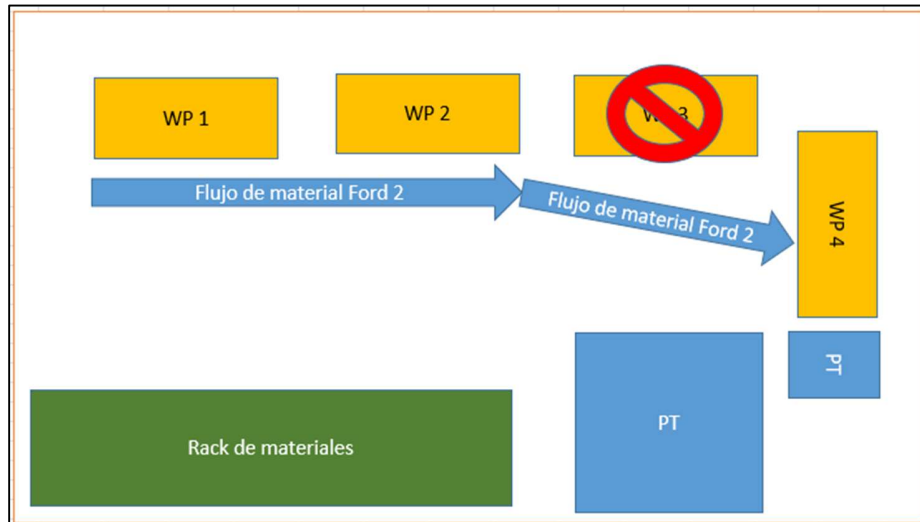 WP 1
WP 2
3
Flujo de material Ford 2
Flujo de material Ford 2
WP 4
PT
PT
Rack de materiales